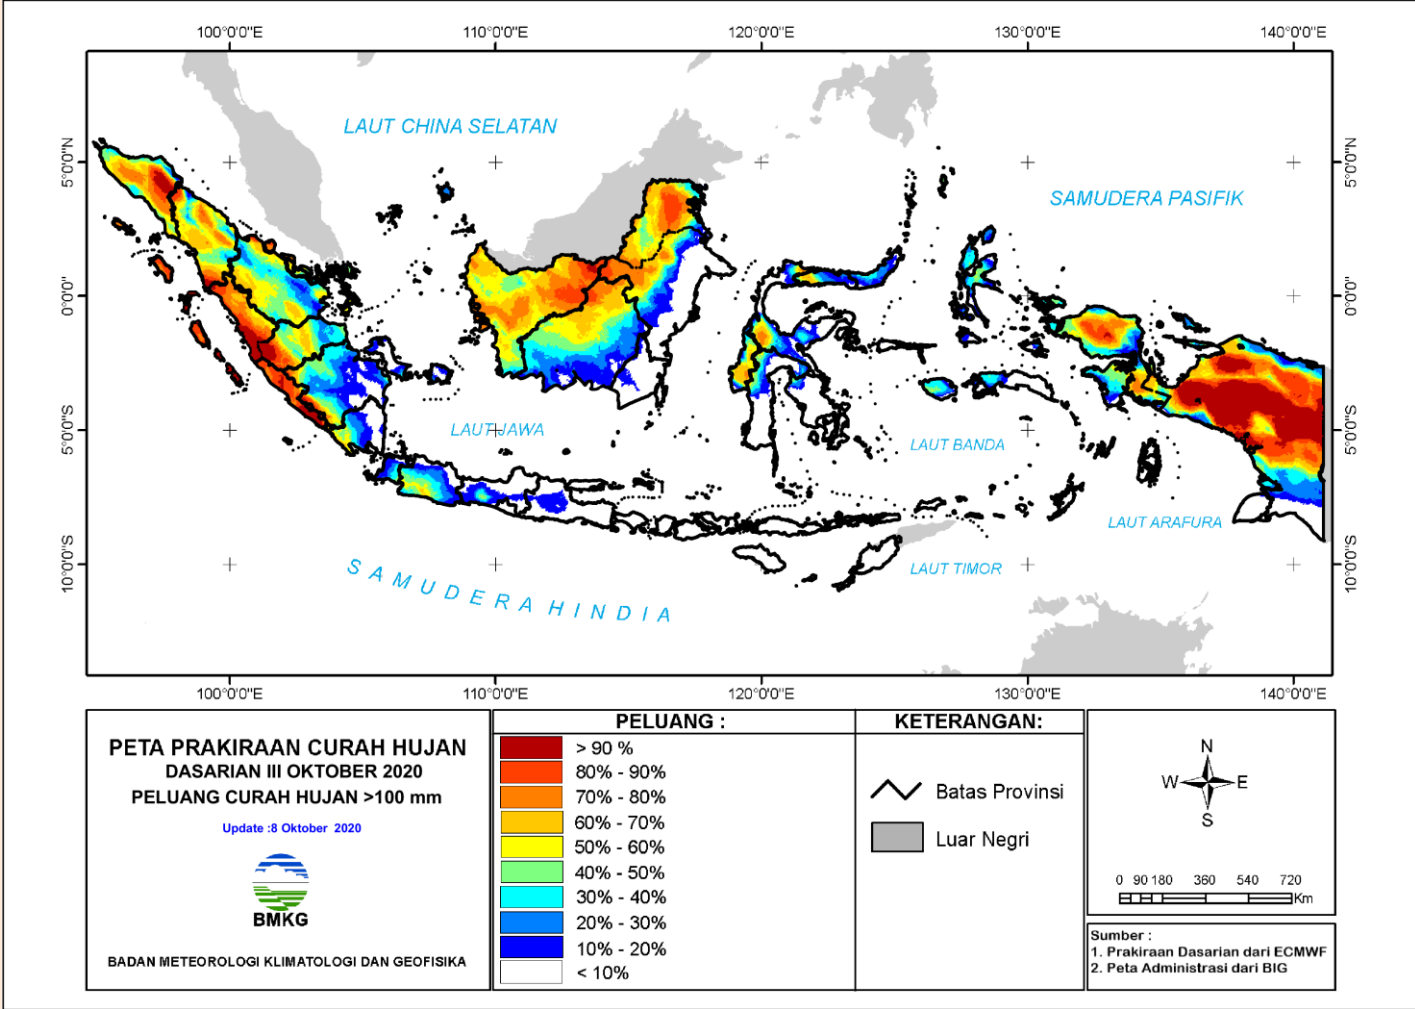 100°0'0"E 110°0'0"E 120°0'0"E 130°0'0"E 140°0'0"E
LAUT CHINA SELATAN
SAMUDERA PASIFIK
5°0'0"N
5°0'0"N
0°0'0"
0°0'0"
5°0'0"S
5°0'0"S
LAUT JAWA
LAUT BANDA
LAUT ARAFURA
10°0'0"S
10°0'0"S
LAUT TIMOR
SAMUDERA HINDIA
100°0'0"E 110°0'0"E 120°0'0"E 130°0'0"E 140°0'0"E
PETA PRAKIRAAN CURAH HUJAN
DASARIAN III OKTOBER 2020
PELUANG CURAH HUJAN >100 mm
Update :8 Oktober 2020
BMKG
BADAN METEOROLOGI KLIMATOLOGI DAN GEOFISIKA
PELUANG :
> 90 %
80% - 90%
70% - 80%
60% - 70%
50% - 60%
40% - 50%
30% - 40%
20% - 30%
10% - 20%
< 10%
KETERANGAN:
Batas Provinsi
Luar Negri
N
W E
S
0 90 180 360 540 720
Km
Sumber :
1. Prakiraan Dasarian dari ECMWF
2. Peta Administrasi dari BIG